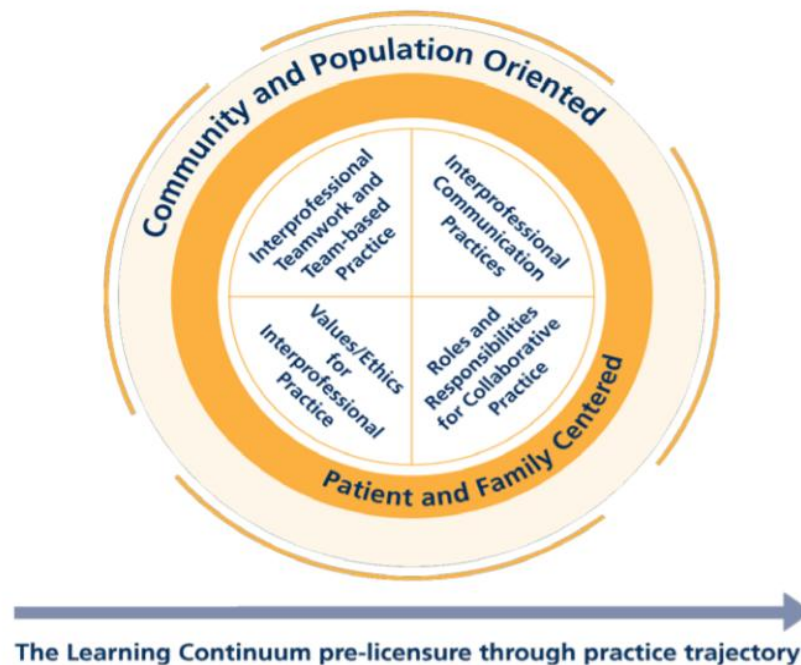 Community and Population Oriented
Interprofessional
Teamwork and
Team-based
Practice
Interprofessional
Communication
Practices
Values/Ethics
for
Interprofessional
Practice
Roles and
Responsibilities
for Collaborative
Practice
Patient and Family Centered
The Learning Continuum pre-licensure through practice trajectory